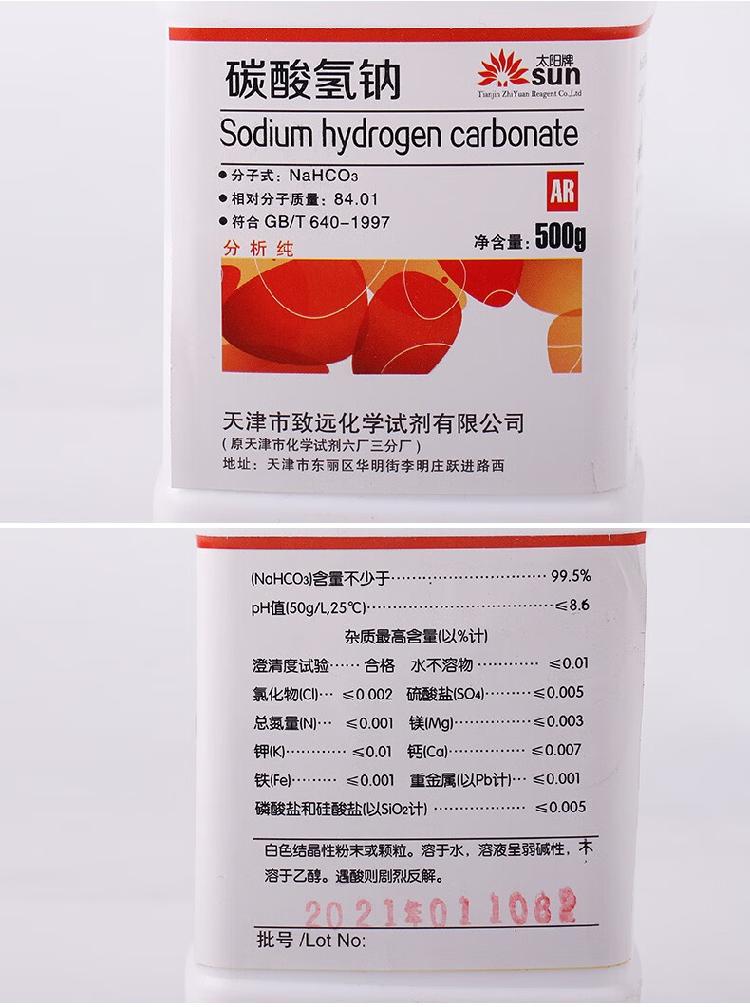 碳酸氢钠
太阳牌
sun
Tianjin ZhiYuan Reagent Co.,Ltd
Sodium hydrogen carbonate
●分子式：NaHCO₃
●相对分子质量：84.01
●符合 GB/T 640-1997
AR
分析纯
净含量：500g
天津市致远化学试剂有限公司
（原天津市化学试剂六厂三分厂）
地址：天津市东丽区华明街李明庄跃进路西
(NaHCO₃)含量不少于……………………99.5%
pH值(50g/L,25℃)……………………≤8.6
杂质最高含量(以%计)
澄清度试验…… 合格 水不溶物………… ≤0.01
氯化物(Cl)… ≤0.002 硫酸盐(SO₄)………≤0.005
总氮量(N)… ≤0.001 镁(Mg)……………≤0.003
钾(K)………… ≤0.01 钙(Ca)…………… ≤0.007
铁(Fe)……… ≤0.001 重金属(以Pb计)… ≤0.001
磷酸盐和硅酸盐(以SiO₂计) ……………… ≤0.005
白色结晶性粉末或颗粒。溶于水，溶液呈弱碱性，不
溶于乙醇。遇酸则剧烈反解。
2021年011082
批号 /Lot No: